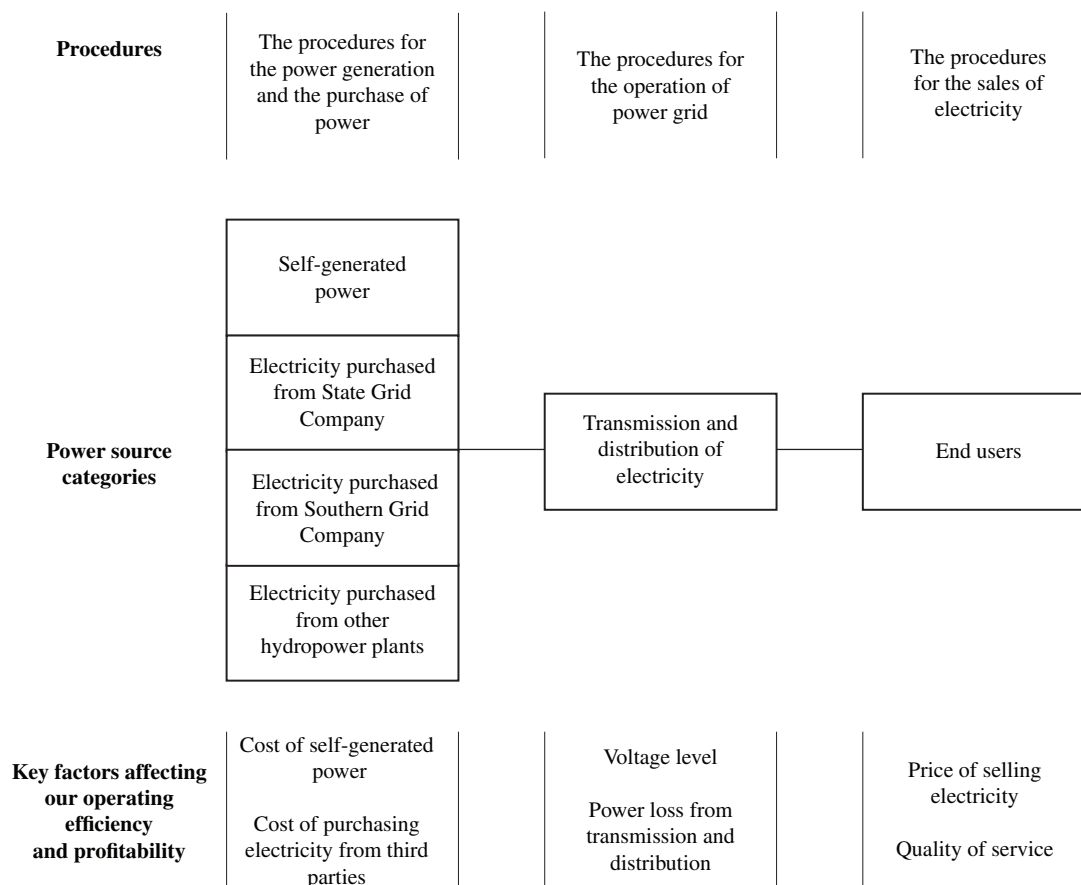 Procedures
The procedures for
the power generation
and the purchase of
power
The procedures for
the operation of
power grid
The procedures
for the sales of
electricity
Self-generated
power
Electricity purchased
from State Grid
Company
Power source
categories
Electricity purchased
from Southern Grid
Company
Electricity purchased
from other
hydropower plants
Transmission and
distribution of
electricity
End users
Key factors affecting
our operating
efficiency
and profitability
Cost of self-generated
power
Cost of purchasing
electricity from third
parties
Voltage level
Power loss from
transmission and
distribution
Price of selling
electricity
Quality of service